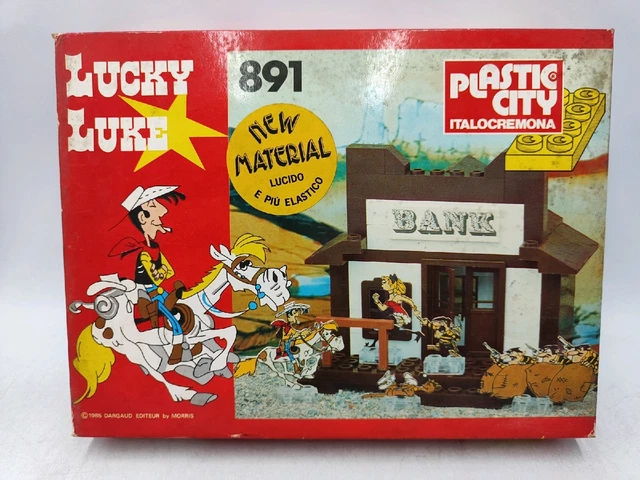 LUCKY
LUKE
891
NEW
MATERIAL
LUCIDO
E PIÙ ELASTICO
PLASTIC
CITY
ITALOCREMONA
BANK
©1985 DARGAUD EDITEUR by MORRIS